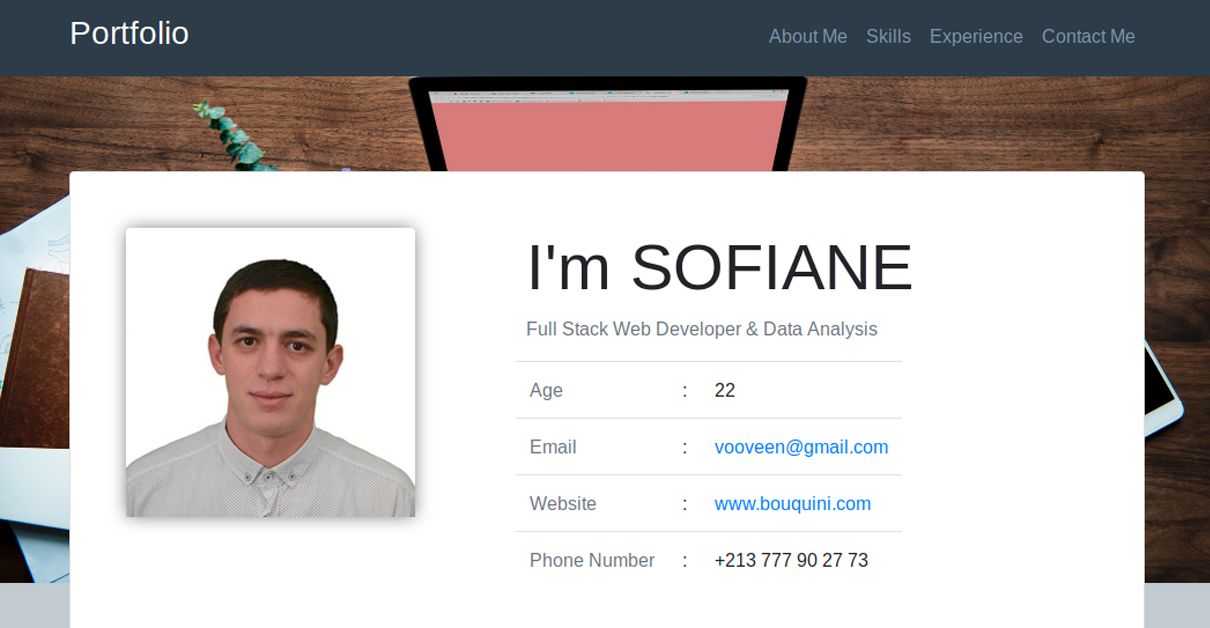 Portfolio
About Me Skills Experience Contact Me
I'm SOFIANE
Full Stack Web Developer & Data Analysis
Age : 22
Email : vooveen@gmail.com
Website : www.bouquini.com
Phone Number : +213 777 90 27 73